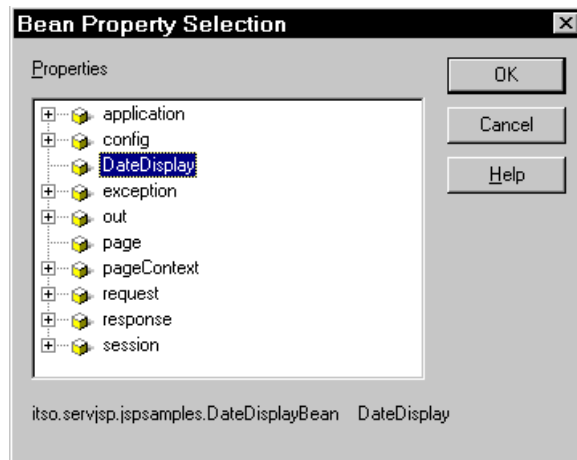 Bean Property Selection
Properties
OK
application
config
Cancel
DateDisplay
Help
exception
out
page
pageContext
request
response
session
itso.servjsp.jspsamples.DateDisplayBean DateDisplay